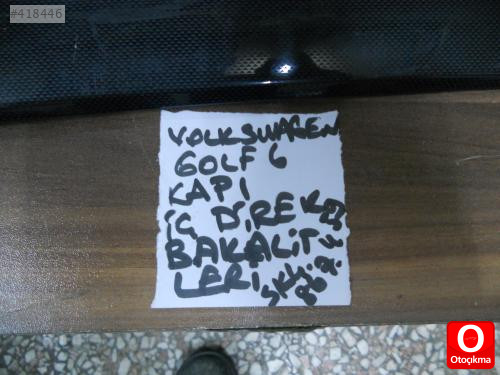 #418446
VOLKSWAGEN
GOLF 6
KAPI
İÇ DİREK
BAKALİT
LERİ
Otoçıkma